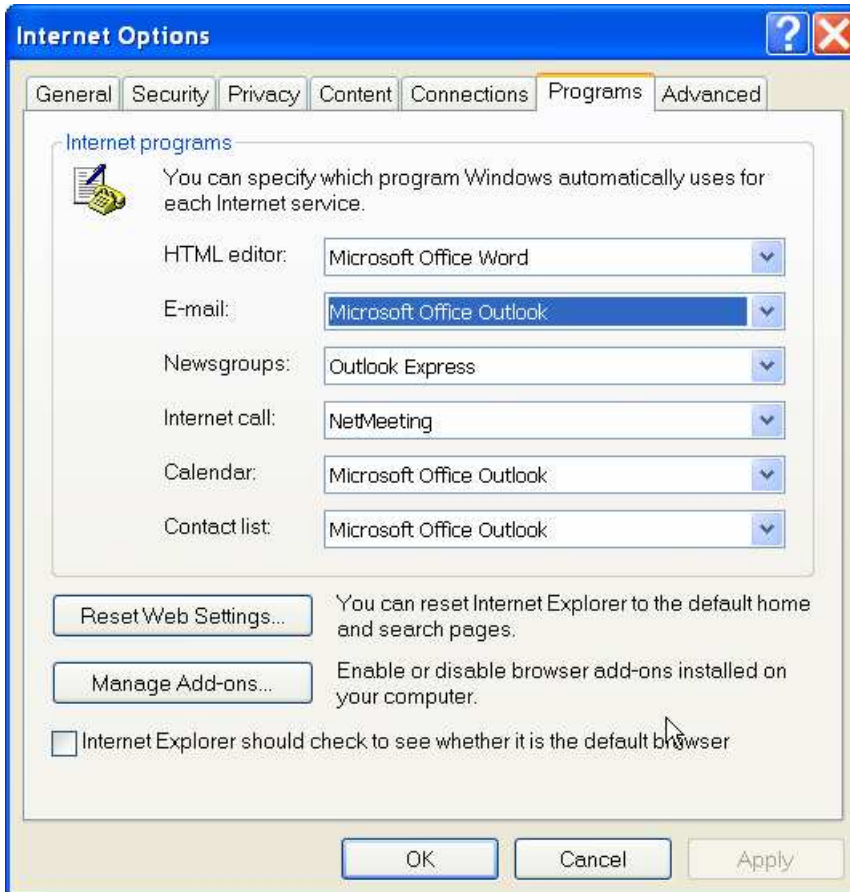 Internet Options
General Security Privacy Content Connections Programs Advanced
Internet programs
You can specify which program Windows automatically uses for
each Internet service.
HTML editor: Microsoft Office Word
E-mail: Microsoft Office Outlook
Newsgroups: Outlook Express
Internet call: NetMeeting
Calendar: Microsoft Office Outlook
Contact list: Microsoft Office Outlook
Reset Web Settings... You can reset Internet Explorer to the default home
and search pages.
Manage Add-ons... Enable or disable browser add-ons installed on
your computer.
Internet Explorer should check to see whether it is the default browser
OK Cancel Apply